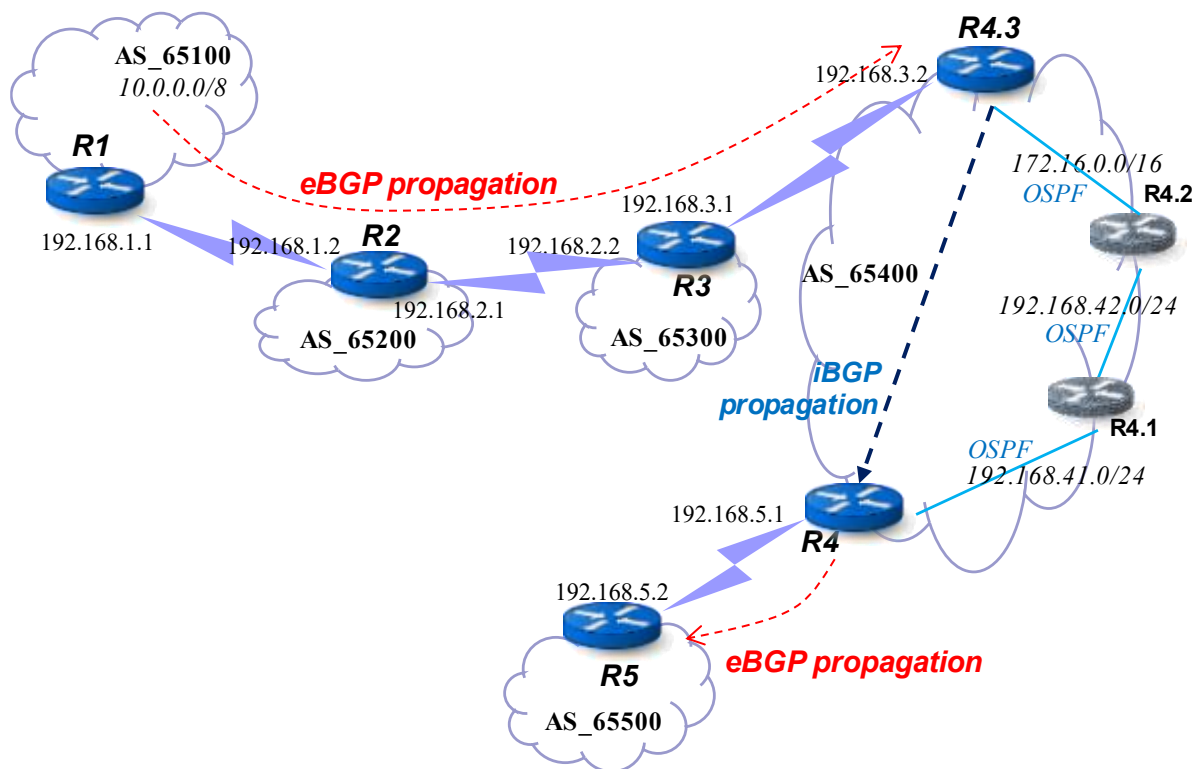 R4.3
AS_65100
10.0.0.0/8
192.168.3.2
R1
172.16.0.0/16
OSPF
eBGP propagation
R4.2
192.168.3.1
192.168.1.1
192.168.1.2
R2
192.168.2.2
R3
AS_65400
192.168.2.1
192.168.42.0/24
OSPF
AS_65200
AS_65300
iBGP
propagation
R4.1
OSPF
192.168.41.0/24
192.168.5.1
R4
192.168.5.2
eBGP propagation
R5
AS_65500